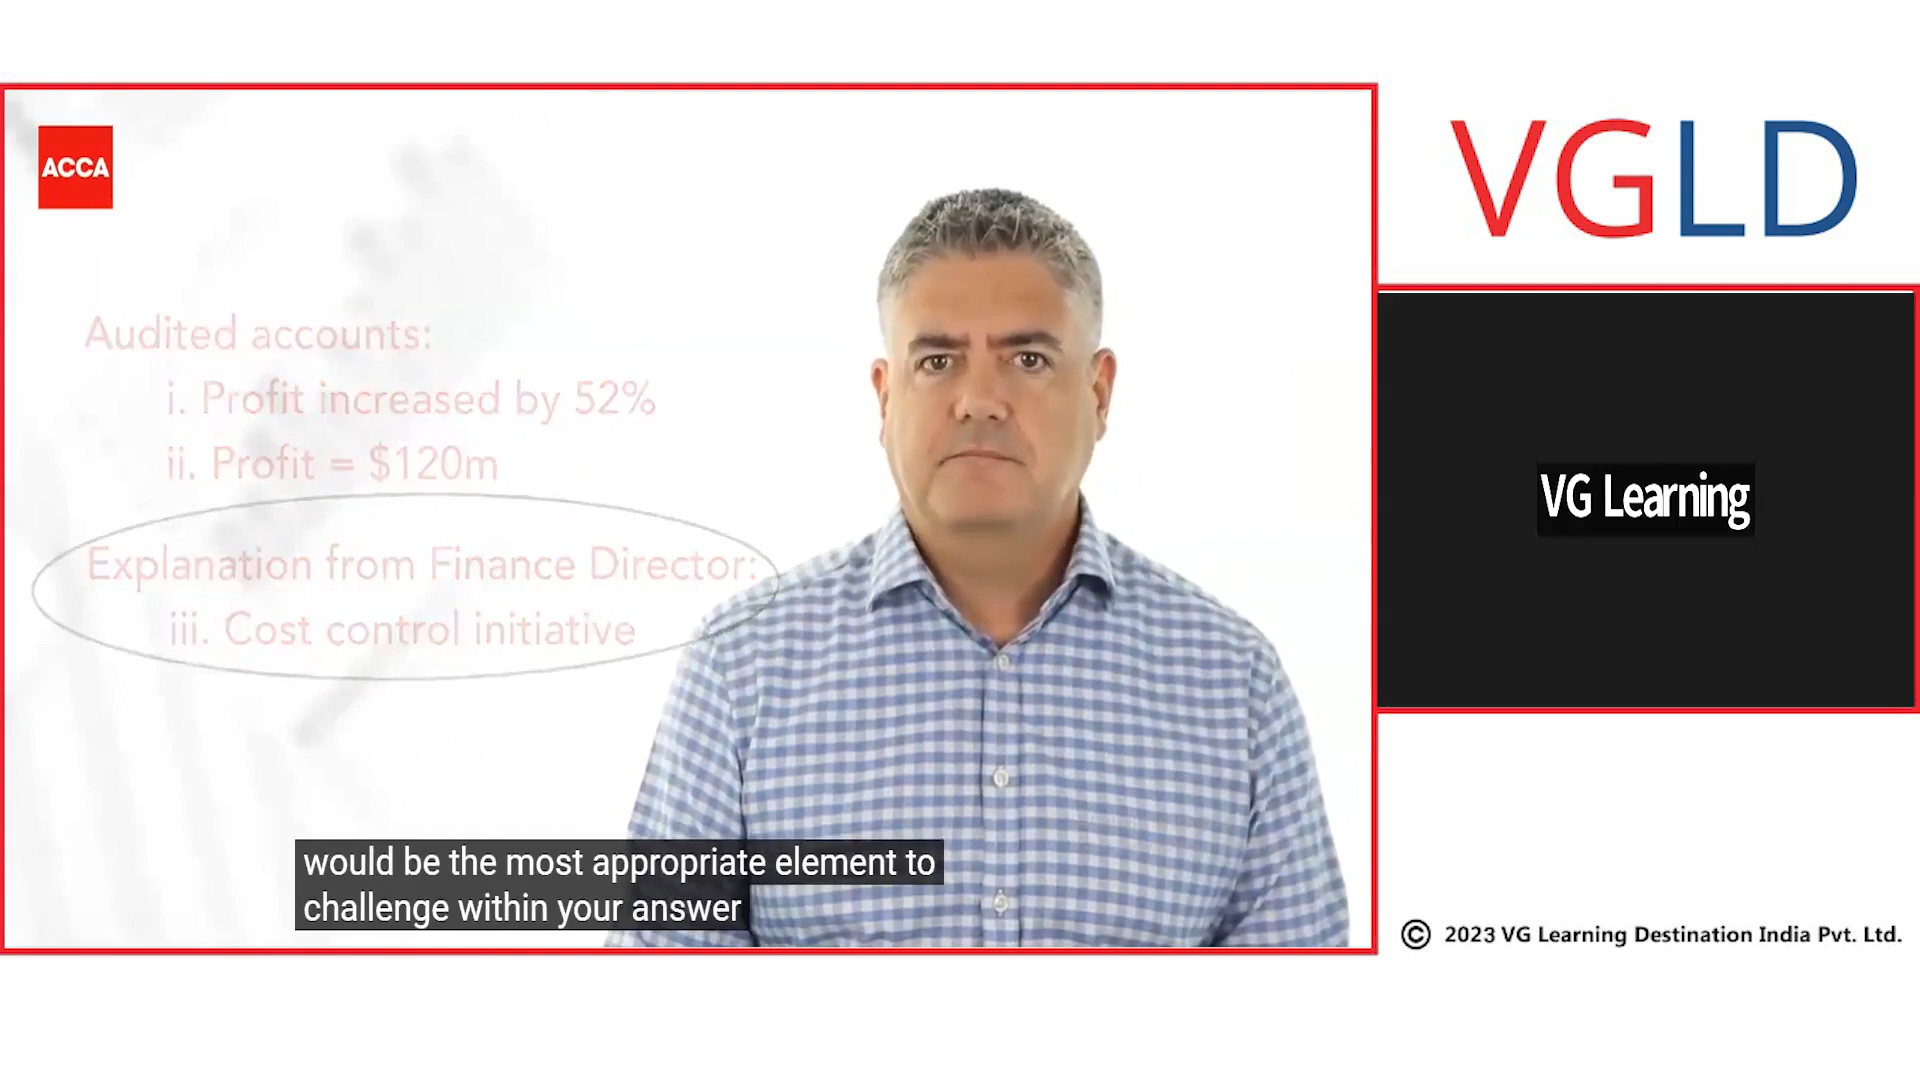 ACCA
Audited accounts:
i. Profit increased by 52%
ii. Profit = $120m
Explanation from Finance Director:
iii. Cost control initiative
would be the most appropriate element to
challenge within your answer
VGLD
VG Learning
© 2023 VG Learning Destination India Pvt. Ltd.